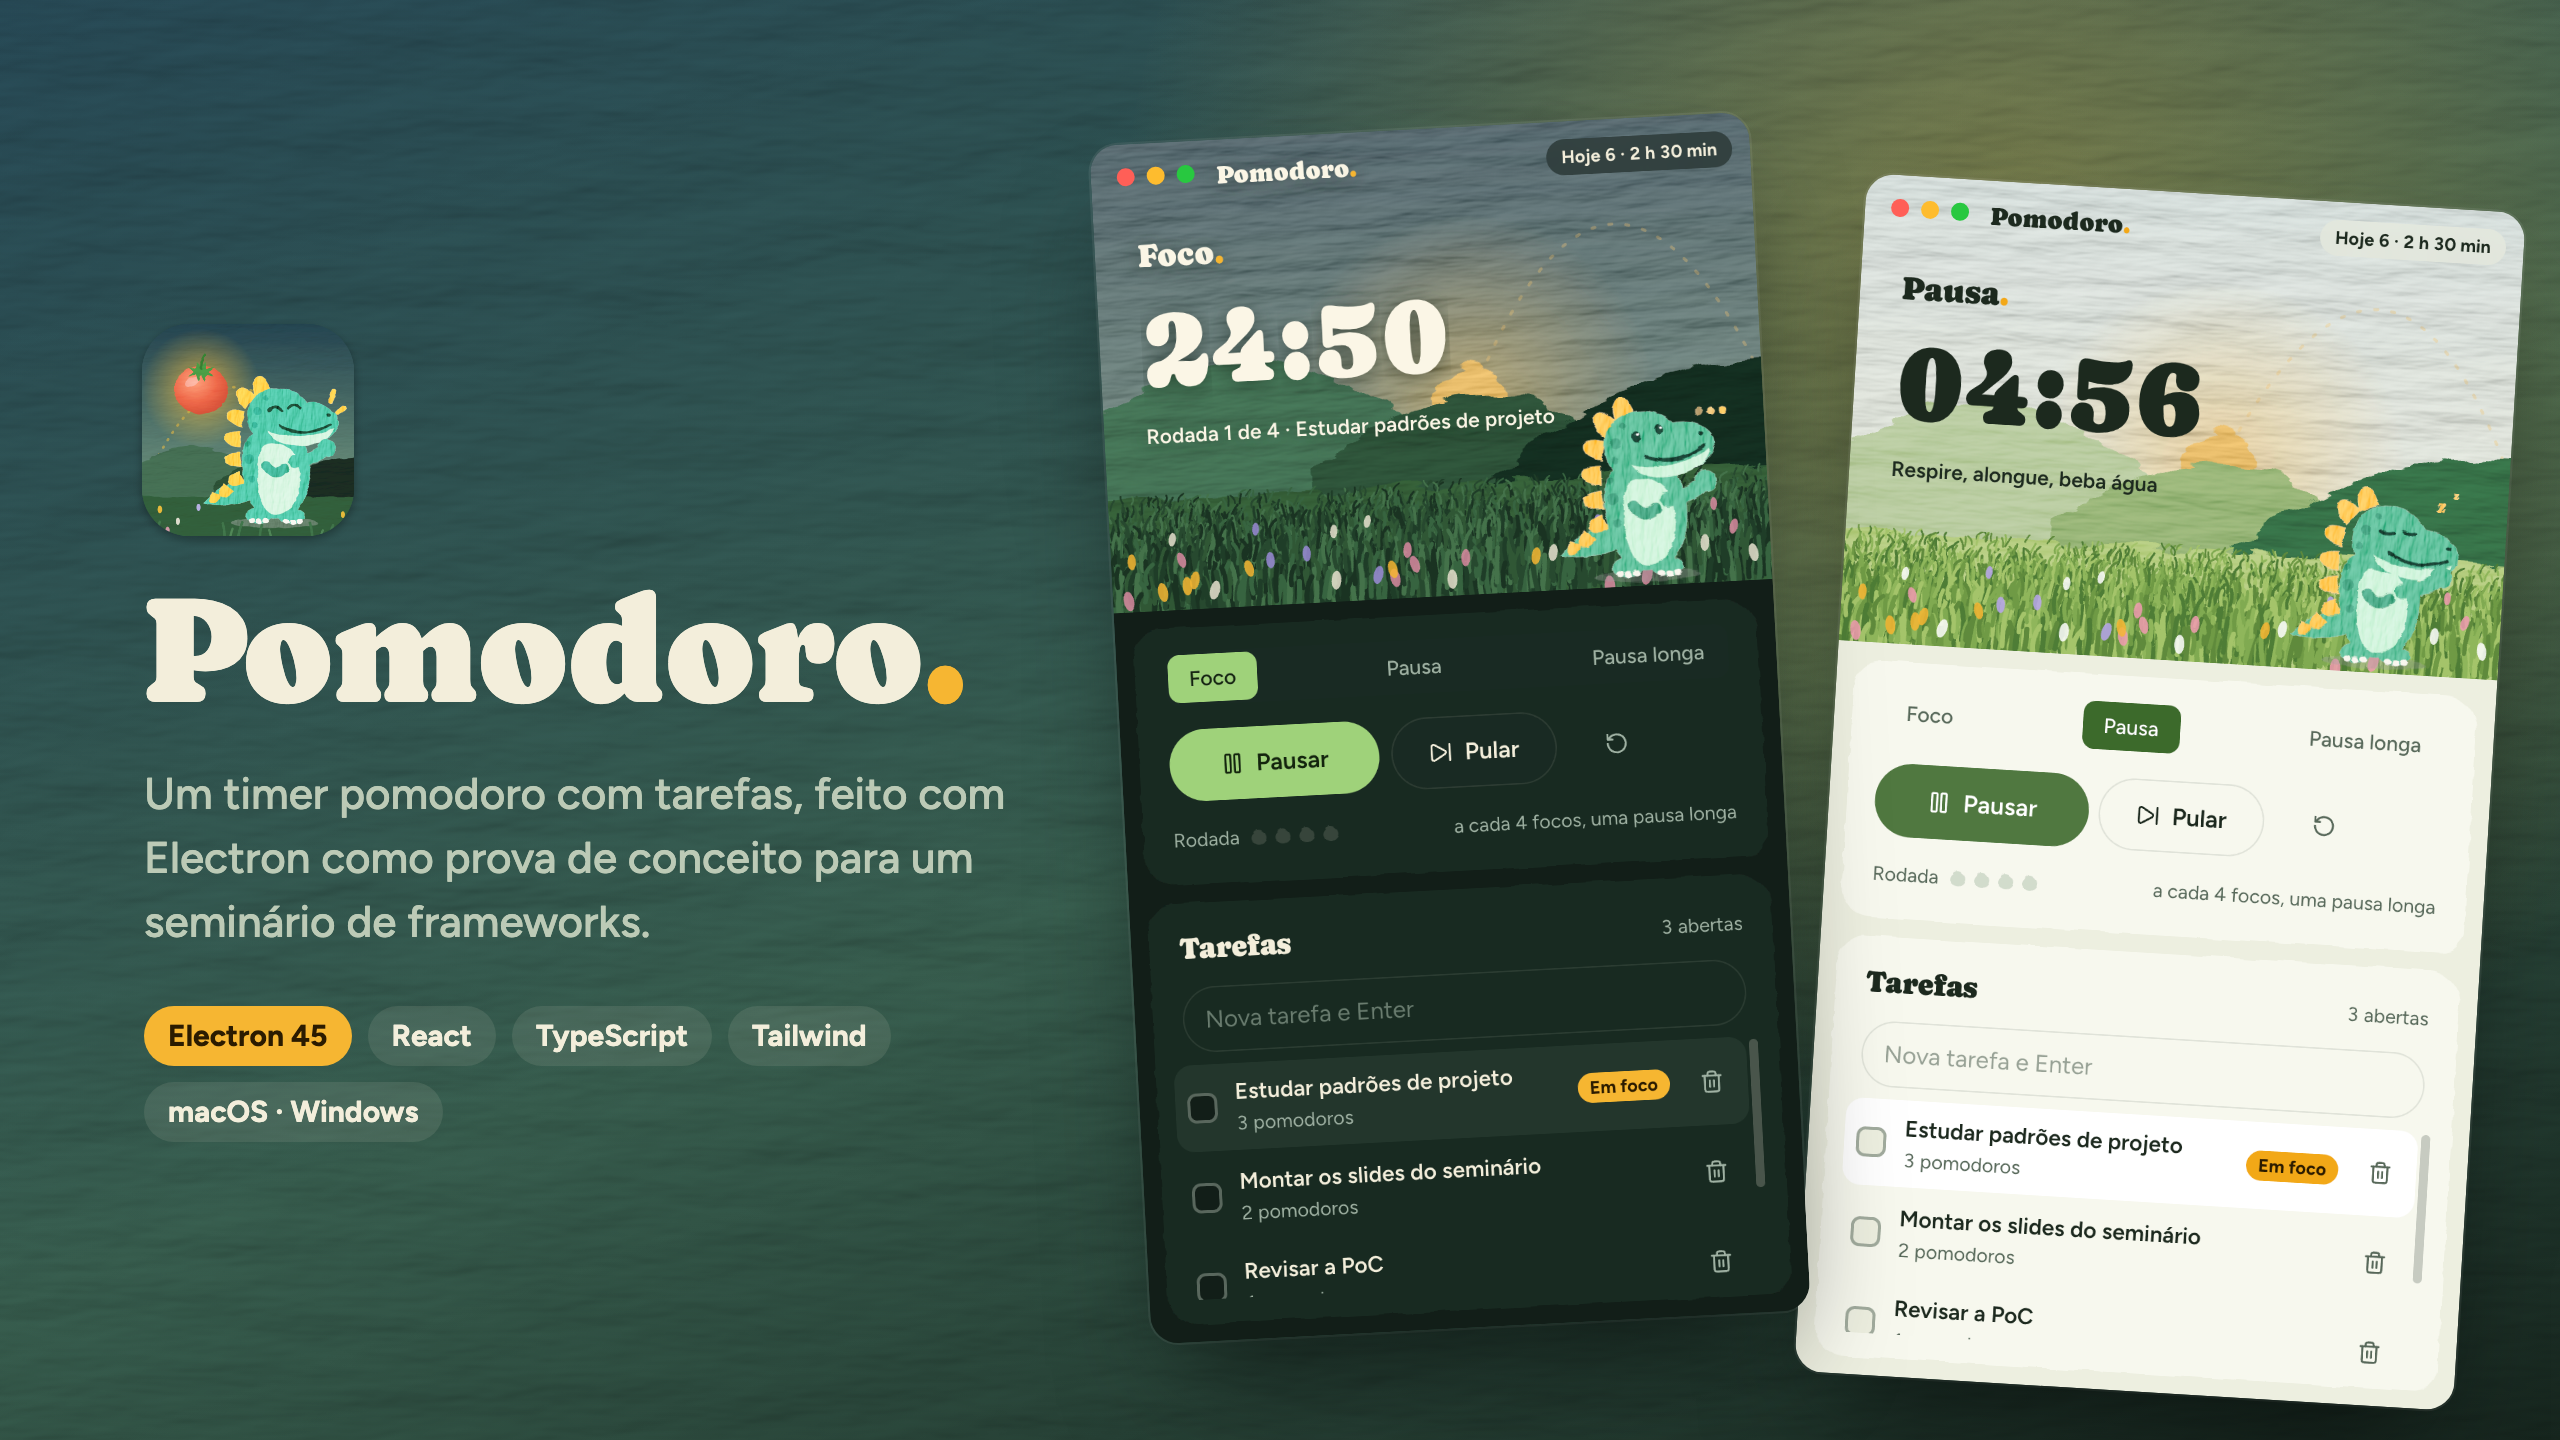 Pomodoro.
Um timer pomodoro com tarefas, feito com
Electron como prova de conceito para um
seminário de frameworks.
Electron 45
React
TypeScript
Tailwind
macOS · Windows
Pomodoro.
Hoje 6 · 2 h 30 min
Foco.
24:50
Rodada 1 de 4 · Estudar padrões de projeto
Foco
Pausa
Pausa longa
Pausar
Pular
Rodada
a cada 4 focos, uma pausa longa
Tarefas
3 abertas
Nova tarefa e Enter
Estudar padrões de projeto
3 pomodoros
Em foco
Montar os slides do seminário
2 pomodoros
Revisar a PoC
Pomodoro.
Hoje 6 · 2 h 30 min
Pausa.
04:56
Respire, alongue, beba água
z z
Foco
Pausa
Pausa longa
Pausar
Pular
Rodada
a cada 4 focos, uma pausa longa
Tarefas
3 abertas
Nova tarefa e Enter
Estudar padrões de projeto
3 pomodoros
Em foco
Montar os slides do seminário
2 pomodoros
Revisar a PoC